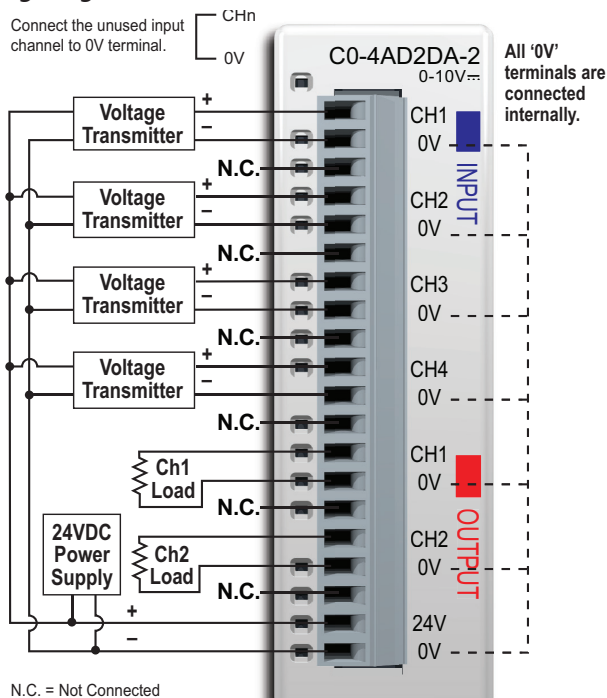 Connect the unused input
channel to 0V terminal.
CHn
0V
C0-4AD2DA-2
0-10V⎓
All ‘0V’
terminals are
connected
internally.
Voltage
Transmitter
+
–
CH1
0V
INPUT
N.C.
Voltage
Transmitter
+
–
CH2
0V
N.C.
Voltage
Transmitter
+
–
CH3
0V
N.C.
Voltage
Transmitter
+
–
CH4
0V
N.C.
Ch1
Load
CH1
0V
OUTPUT
N.C.
24VDC
Power
Supply
Ch2
Load
CH2
0V
N.C.
+
–
24V
0V
N.C. = Not Connected